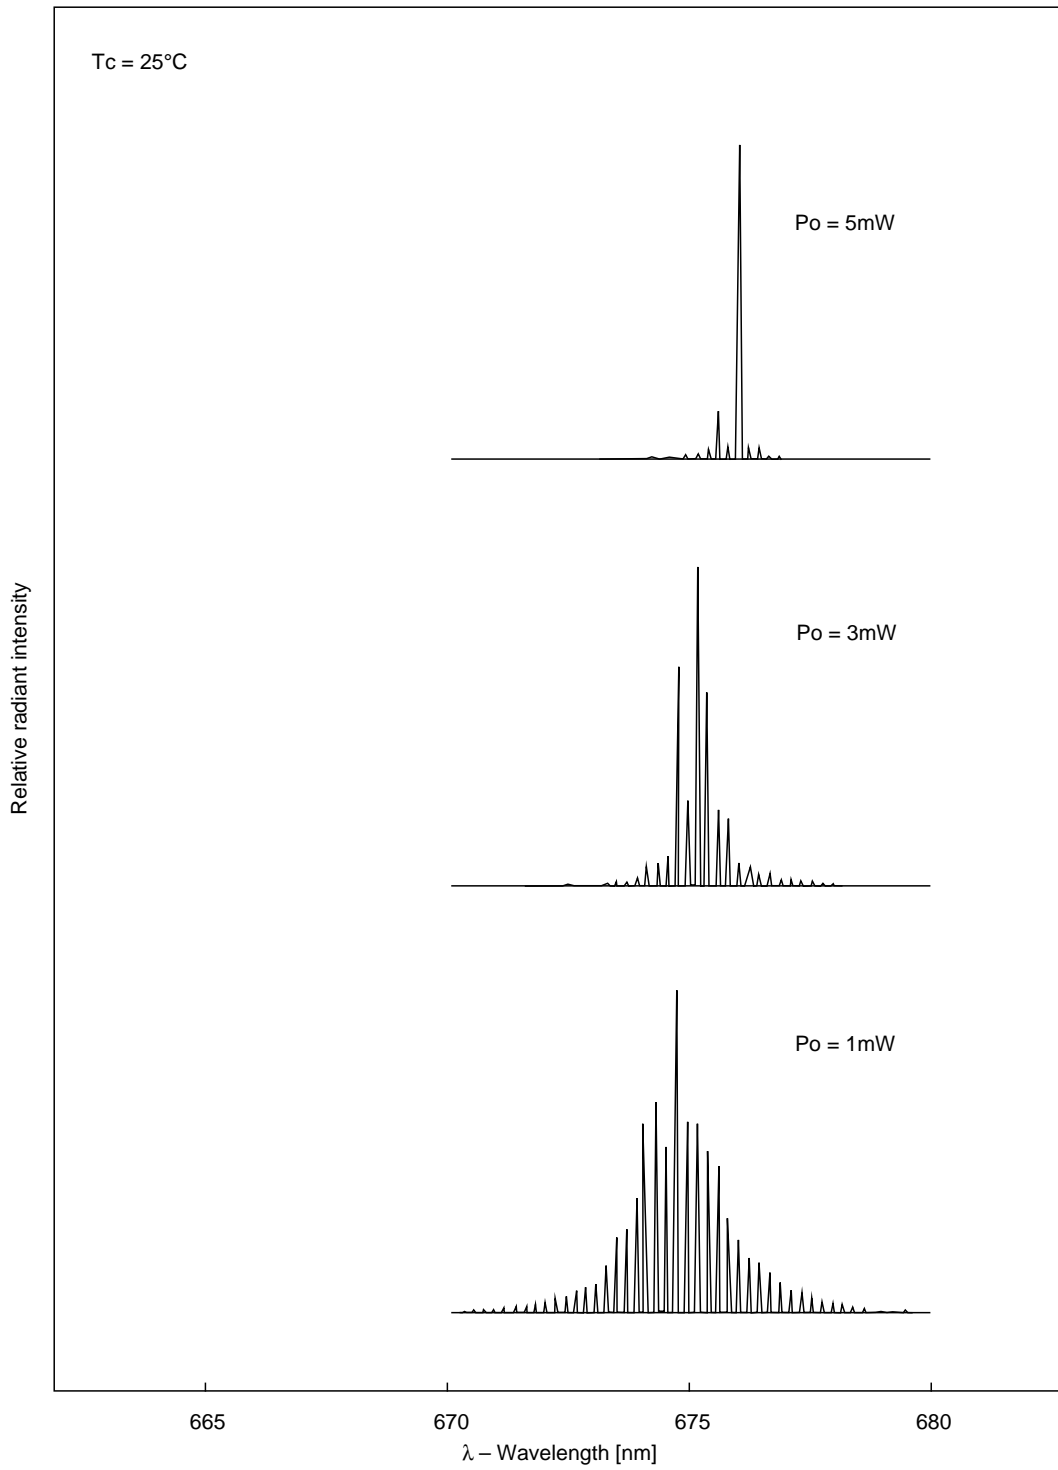 Tc = 25°C
Po = 5mW
Po = 3mW
Relative radiant intensity
Po = 1mW
665 670 675 680
λ – Wavelength [nm]